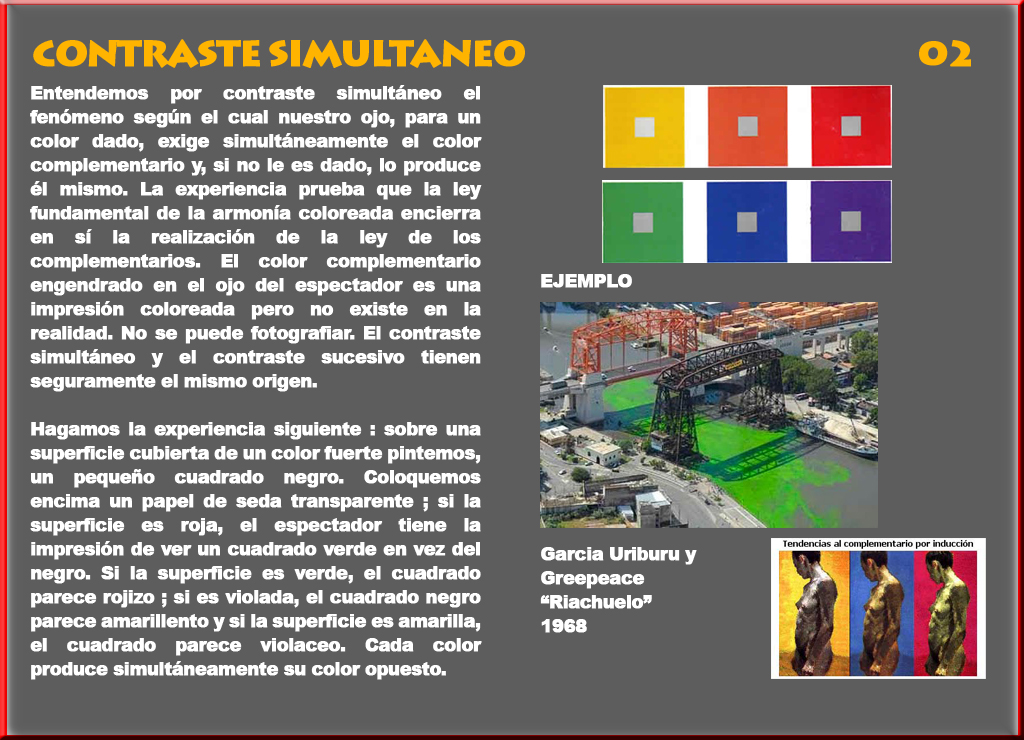 CONTRASTE SIMULTANEO
02
Entendemos por contraste simultáneo el
fenómeno según el cual nuestro ojo, para un
color dado, exige simultáneamente el color
complementario y, si no le es dado, lo produce
él mismo. La experiencia prueba que la ley
fundamental de la armonía coloreada encierra
en sí la realización de la ley de los
complementarios. El color complementario
engendrado en el ojo del espectador es una
impresión coloreada pero no existe en la
realidad. No se puede fotografiar. El contraste
simultáneo y el contraste sucesivo tienen
seguramente el mismo origen.
Hagamos la experiencia siguiente : sobre una
superficie cubierta de un color fuerte pintemos,
un pequeño cuadrado negro. Coloquemos
encima un papel de seda transparente ; si la
superficie es roja, el espectador tiene la
impresión de ver un cuadrado verde en vez del
negro. Si la superficie es verde, el cuadrado
parece rojizo ; si es violada, el cuadrado negro
parece amarillento y si la superficie es amarilla,
el cuadrado parece violaceo. Cada color
produce simultáneamente su color opuesto.
EJEMPLO
Garcia Uriburu y
Greepeace
“Riachuelo”
1968
Tendencias al complementario por inducción